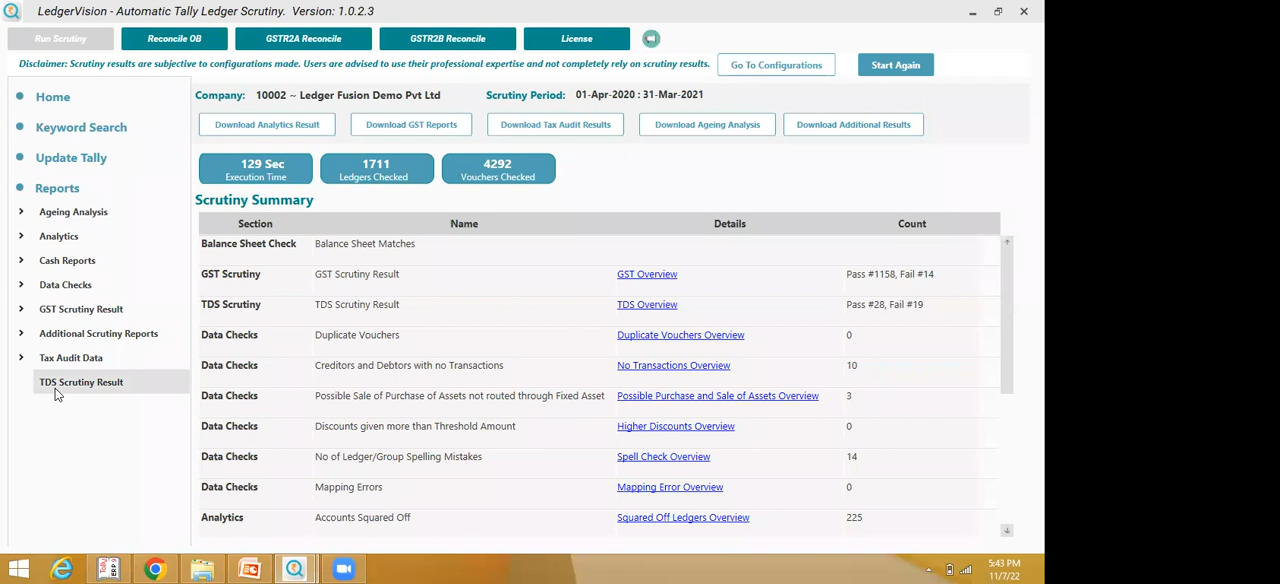 LedgerVision - Automatic Tally Ledger Scrutiny. Version: 1.0.2.3
Run Scrutiny Reconcile OB GSTR2A Reconcile GSTR2B Reconcile License
Disclaimer: Scrutiny results are subjective to configurations made. Users are advised to use their professional expertise and not completely rely on scrutiny results. Go To Configurations Start Again
Home
Keyword Search
Update Tally
Reports
Ageing Analysis
Analytics
Cash Reports
Data Checks
GST Scrutiny Result
Additional Scrutiny Reports
Tax Audit Data
TDS Scrutiny Result
Company: 10002 ~ Ledger Fusion Demo Pvt Ltd Scrutiny Period: 01-Apr-2020 : 31-Mar-2021
Download Analytics Result Download GST Reports Download Tax Audit Results Download Ageing Analysis Download Additional Results
129 Sec 1711 4292
Execution Time Ledgers Checked Vouchers Checked
Scrutiny Summary
Section Name Details Count
Balance Sheet Check Balance Sheet Matches
GST Scrutiny GST Scrutiny Result GST Overview Pass #1158, Fail #14
TDS Scrutiny TDS Scrutiny Result TDS Overview Pass #28, Fail #19
Data Checks Duplicate Vouchers Duplicate Vouchers Overview 0
Data Checks Creditors and Debtors with no Transactions No Transactions Overview 10
Data Checks Possible Sale of Purchase of Assets not routed through Fixed Asset Possible Purchase and Sale of Assets Overview 3
Data Checks Discounts given more than Threshold Amount Higher Discounts Overview 0
Data Checks No of Ledger/Group Spelling Mistakes Spell Check Overview 14
Data Checks Mapping Errors Mapping Error Overview 0
Analytics Accounts Squared Off Squared Off Ledgers Overview 225
Tally ERP 9
5:43 PM
11/7/22